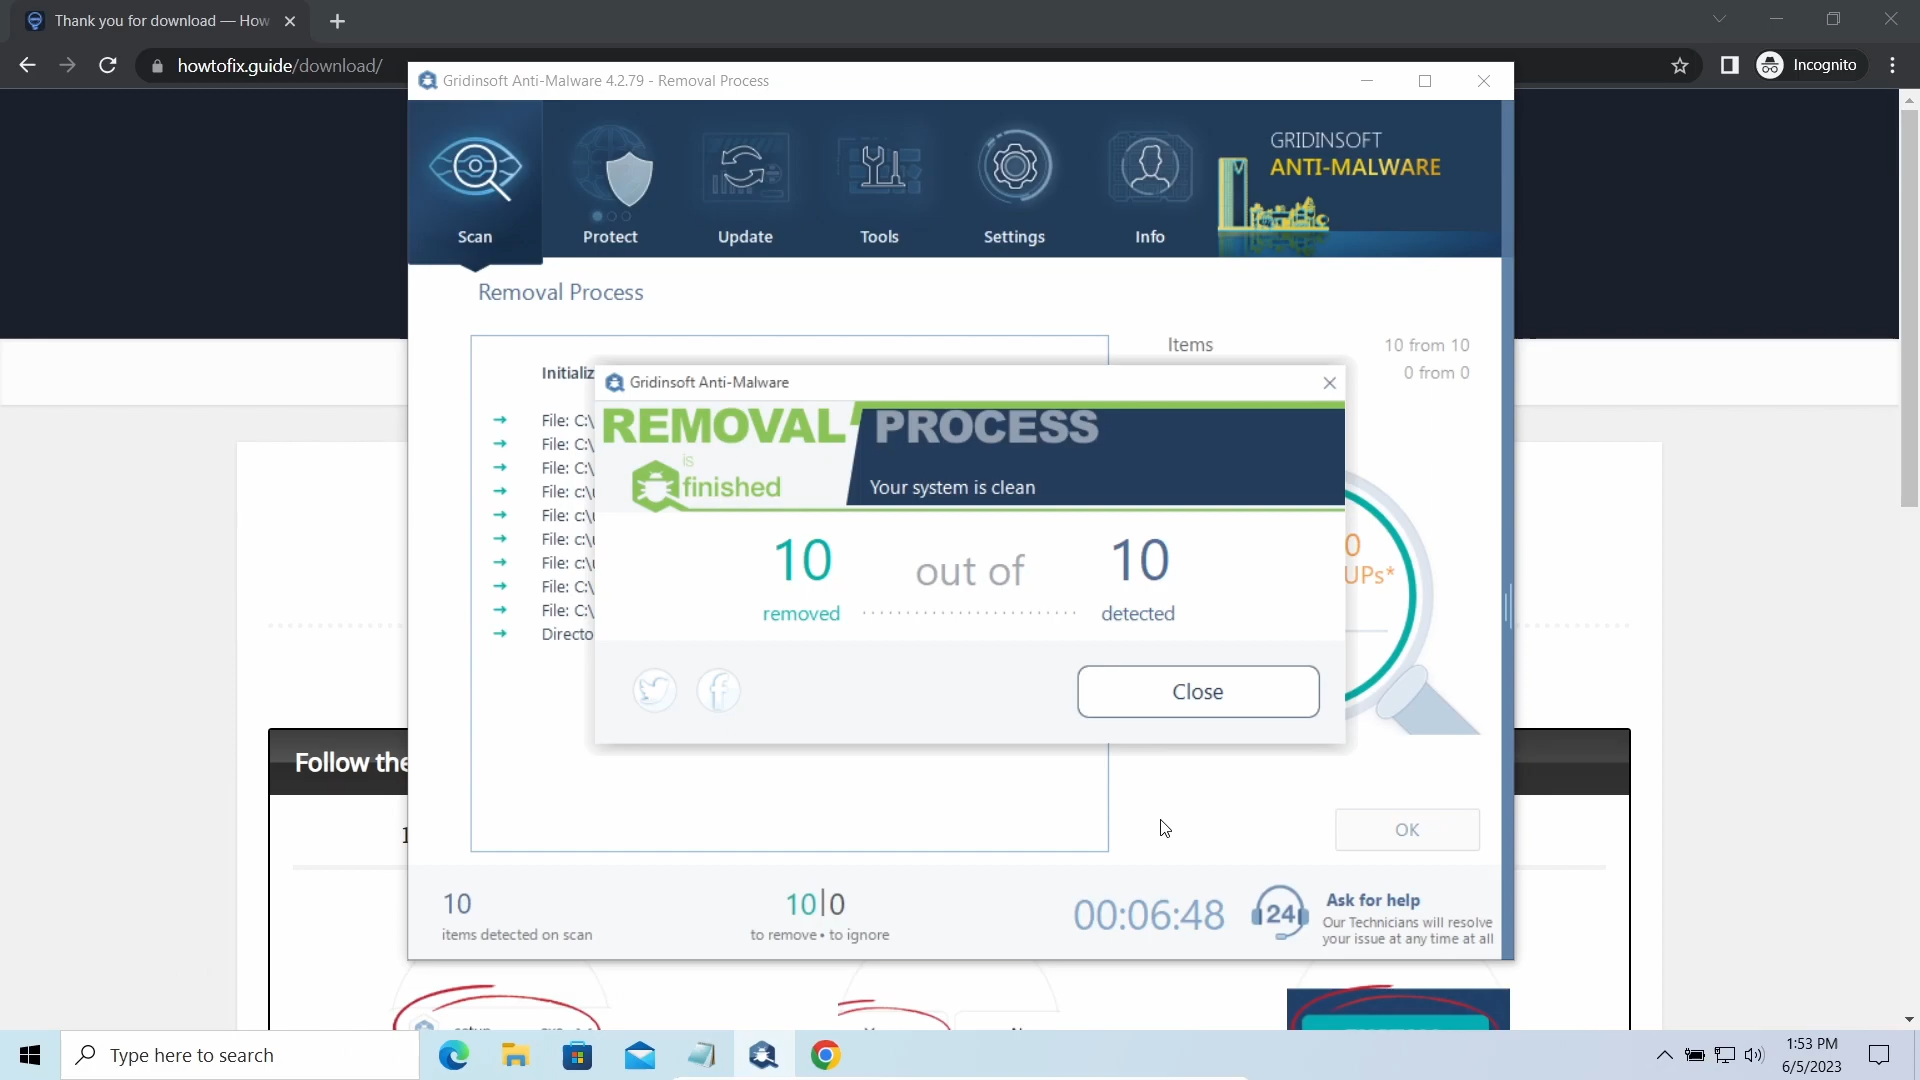 Thank you for download — How
howtofix.guide/download/
Incognito
Gridinsoft Anti-Malware 4.2.79 - Removal Process
Scan
Protect
Update
Tools
Settings
Info
GRIDINSOFT
ANTI-MALWARE
Removal Process
Items
10 from 10
0 from 0
Initializ
File: C:\
File: C:\
File: C:\
File: c:\u
File: c:\u
File: c:\u
File: c:\u
File: C:\
File: C:\
Directo
Gridinsoft Anti-Malware
REMOVAL PROCESS
is
finished
Your system is clean
10 out of 10
removed
detected
Close
0
UPs*
Follow the
1
OK
10
items detected on scan
10|0
to remove • to ignore
00:06:48
24
Ask for help
Our Technicians will resolve
your issue at any time at all
Type here to search
1:53 PM
6/5/2023